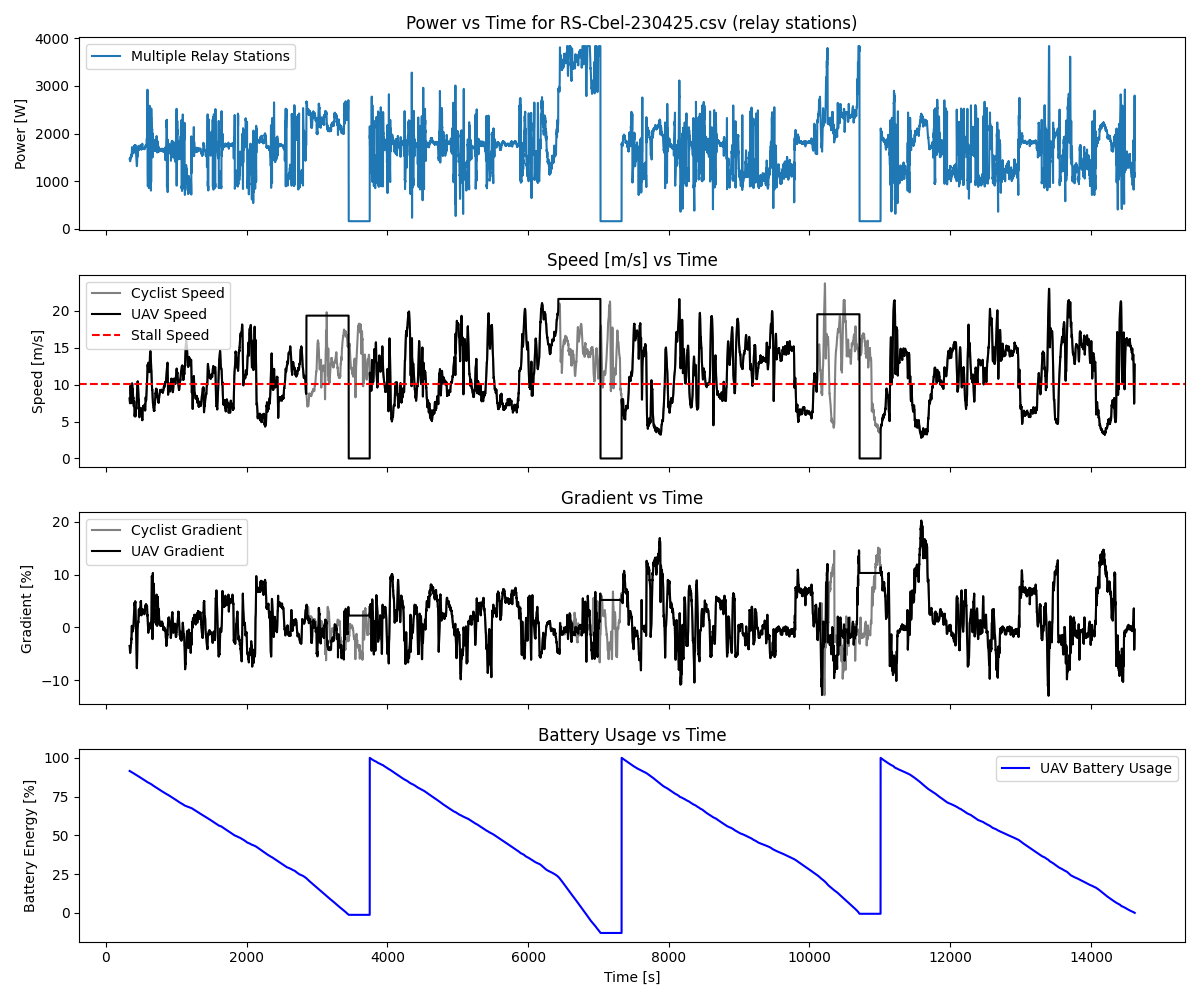 Power vs Time for RS-Cbel-230425.csv (relay stations)
4000
3000
2000
1000
0
Power [W]
Multiple Relay Stations
Speed [m/s] vs Time
20
15
10
5
0
Speed [m/s]
Cyclist Speed
UAV Speed
Stall Speed
Gradient vs Time
20
10
0
−10
Gradient [%]
Cyclist Gradient
UAV Gradient
Battery Usage vs Time
100
75
50
25
0
Battery Energy [%]
UAV Battery Usage
0 2000 4000 6000 8000 10000 12000 14000
Time [s]